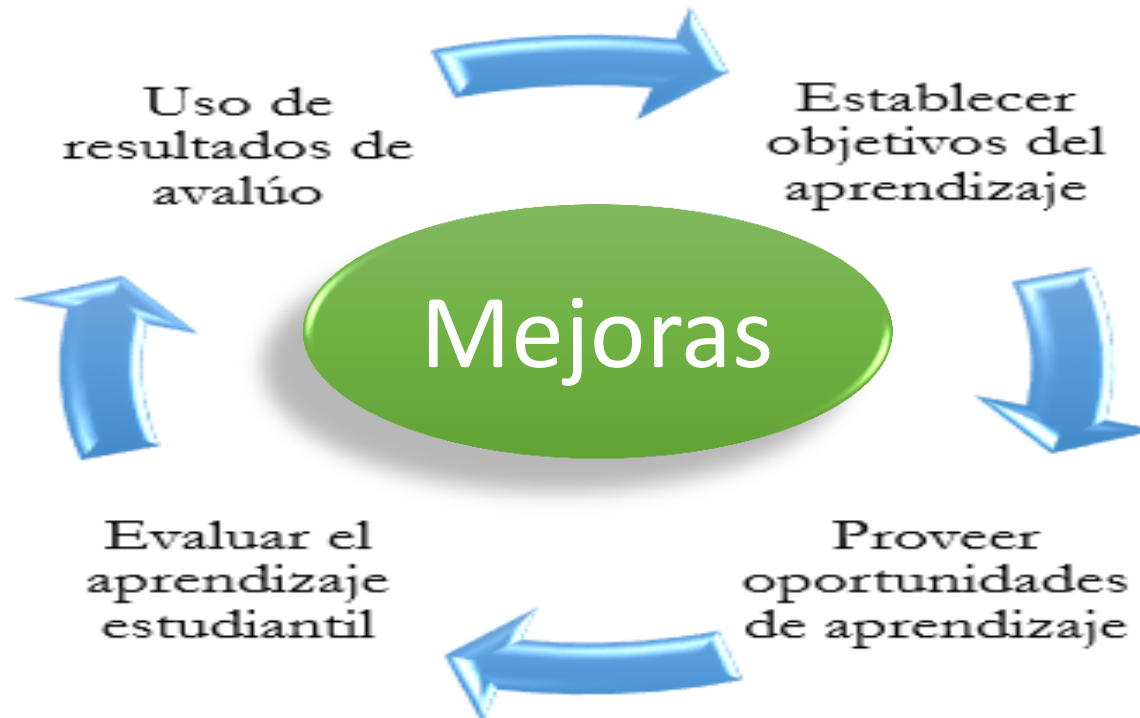 Uso de
resultados de
avalúo
Establecer
objetivos del
aprendizaje
Mejoras
Evaluar el
aprendizaje
estudiantil
Proveer
oportunidades
de aprendizaje